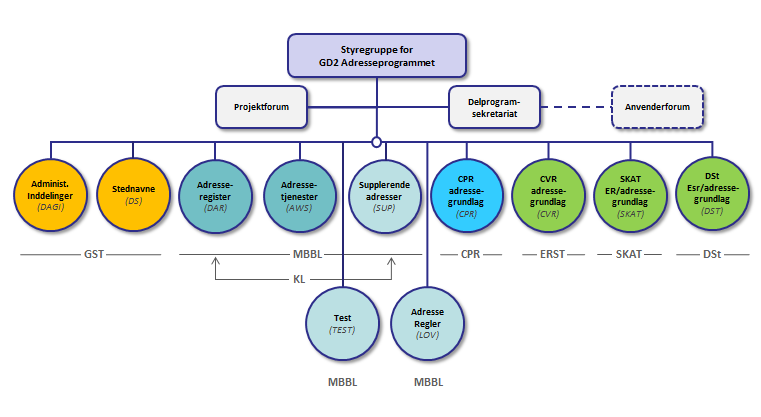 Styregruppe for
GD2 Adresseprogrammet
Projektforum
Delprogram-
sekretariat
Anvenderforum
Administ.
Inddelinger
(DAGI)
Stednavne
(DS)
Adresse-
register
(DAR)
Adresse-
tjenester
(AWS)
Supplerende
adresser
(SUP)
CPR
adresse-
grundlag
(CPR)
CVR
adresse-
grundlag
(CVR)
SKAT
ER/adresse-
grundlag
(SKAT)
DSt
Esr/adresse-
grundlag
(DST)
GST
MBBL
CPR
ERST
SKAT
DSt
KL
Test
(TEST)
Adresse
Regler
(LOV)
MBBL
MBBL